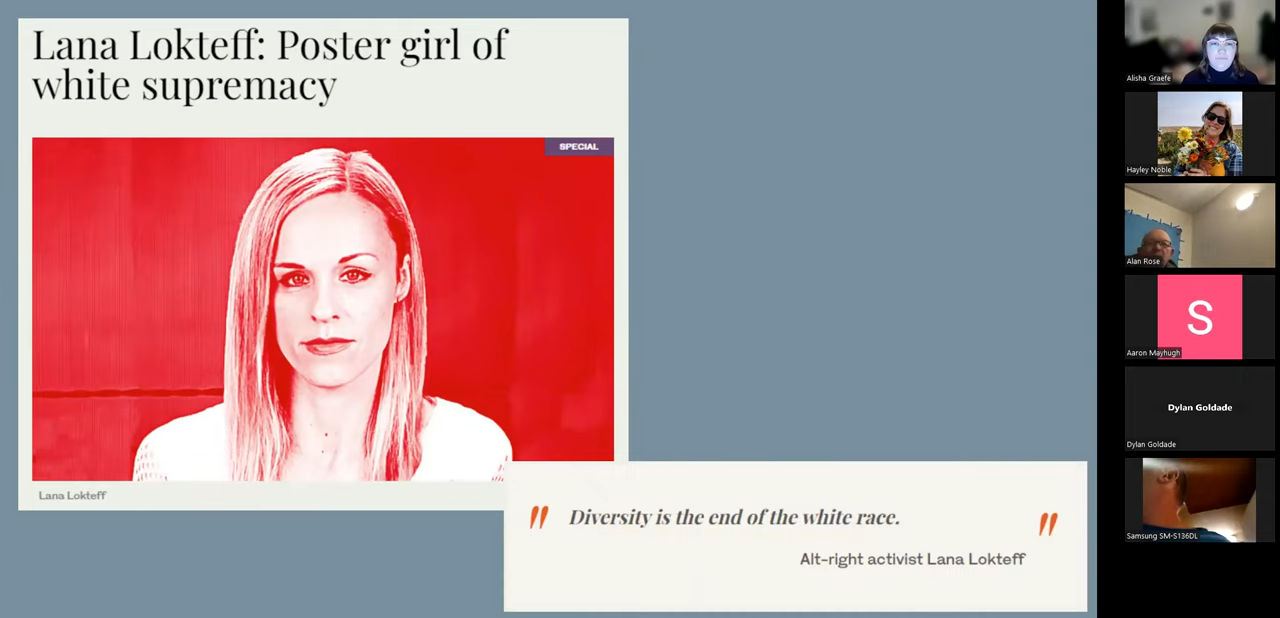 Lana Lokteff: Poster girl of
white supremacy
SPECIAL
Lana Lokteff
" Diversity is the end of the white race. "
Alt-right activist Lana Lokteff
Alisha Graefe
Hayley Noble
Alan Rose
S
Aaron Mayhugh
Dylan Goldade
Dylan Goldade
Samsung SM-S136DL